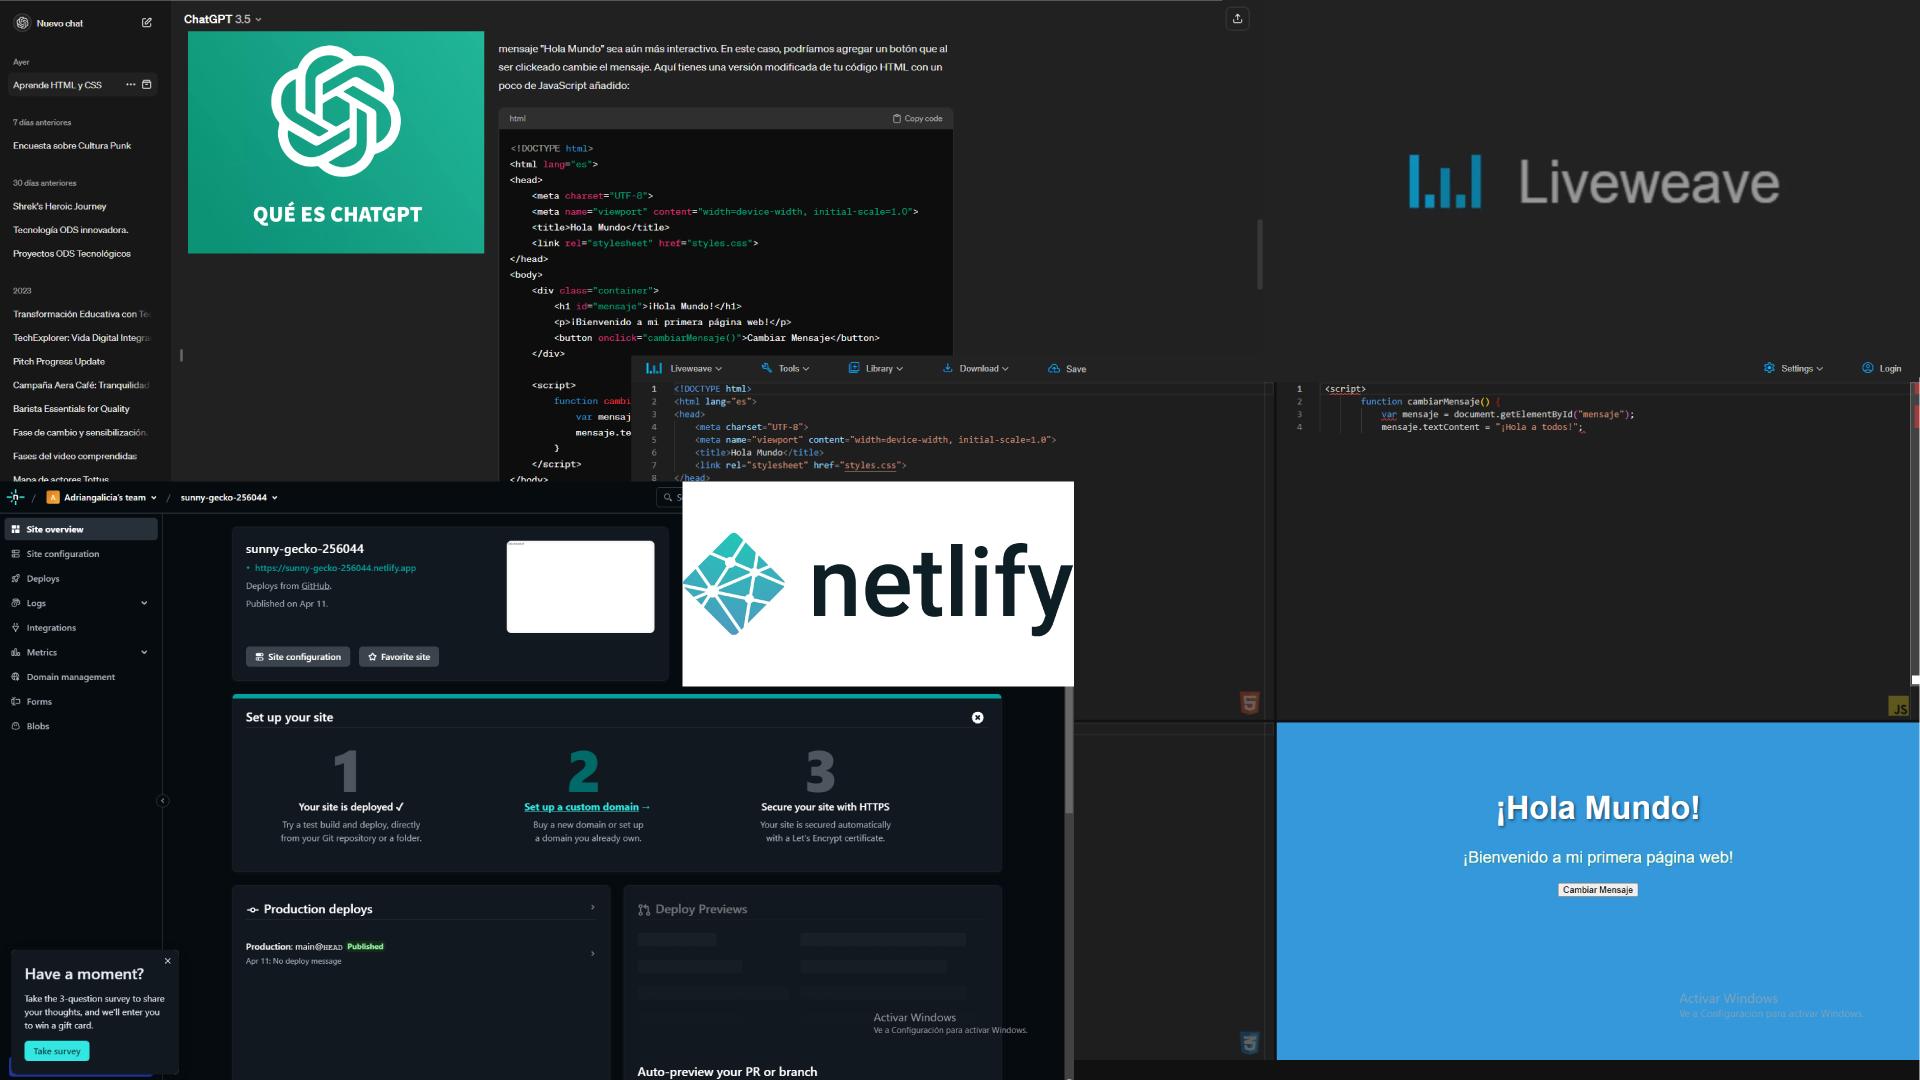 Nuevo chat
Ayer
Aprende HTML y CSS
7 días anteriores
Encuesta sobre Cultura Punk
30 días anteriores
Shrek's Heroic Journey
Tecnología ODS innovadora.
Proyectos ODS Tecnológicos
2023
Transformación Educativa con Tec
TechExplorer: Vida Digital Integra
Pitch Progress Update
Campaña Aera Café: Tranquilidad
Barista Essentials for Quality
Fase de cambio y sensibilización.
Fases del video comprendidas
Mapa de actores Tottus
ChatGPT 3.5
QUÉ ES CHATGPT
mensaje "Hola Mundo" sea aún más interactivo. En este caso, podríamos agregar un botón que al
ser clickeado cambie el mensaje. Aquí tienes una versión modificada de tu código HTML con un
poco de JavaScript añadido:
html
Copy code
<!DOCTYPE html>
<html lang="es">
<head>
<meta charset="UTF-8">
<meta name="viewport" content="width=device-width, initial-scale=1.0">
<title>Hola Mundo</title>
<link rel="stylesheet" href="styles.css">
</head>
<body>
<div class="container">
<h1 id="mensaje">¡Hola Mundo!</h1>
<p>¡Bienvenido a mi primera página web!</p>
<button onclick="cambiarMensaje()">Cambiar Mensaje</button>
</div>
<script>
function cambi
var mensaj
mensaje.te
}
</script>
</body>
Liveweave
Liveweave
Tools
Library
Download
Save
Settings
Login
1 <!DOCTYPE html>
2 <html lang="es">
3 <head>
4 <meta charset="UTF-8">
5 <meta name="viewport" content="width=device-width, initial-scale=1.0">
6 <title>Hola Mundo</title>
7 <link rel="stylesheet" href="styles.css">
8 </head>
1 <script>
2 function cambiarMensaje() {
3 var mensaje = document.getElementById("mensaje");
4 mensaje.textContent = "¡Hola a todos!";
5
JS
3
/ A Adriangalicia's team / sunny-gecko-256044
S
Site overview
Site configuration
Deploys
Logs
Integrations
Metrics
Domain management
Forms
Blobs
sunny-gecko-256044
https://sunny-gecko-256044.netlify.app
Deploys from GitHub.
Published on Apr 11.
Site configuration
Favorite site
netlify
Set up your site
1
Your site is deployed ✓
Try a test build and deploy, directly
from your Git repository or a folder.
2
Set up a custom domain →
Buy a new domain or set up
a domain you already own.
3
Secure your site with HTTPS
Your site is secured automatically
with a Let's Encrypt certificate.
Production deploys
Production: main@HEAD Published
Apr 11: No deploy message
Deploy Previews
Activar Windows
Ve a Configuración para activar Windows.
Auto-preview your PR or branch
Have a moment?
Take the 3-question survey to share
your thoughts, and we'll enter you
to win a gift card.
Take survey
¡Hola Mundo!
¡Bienvenido a mi primera página web!
Cambiar Mensaje
Activar Windows
Ve a Configuración para activar Windows.